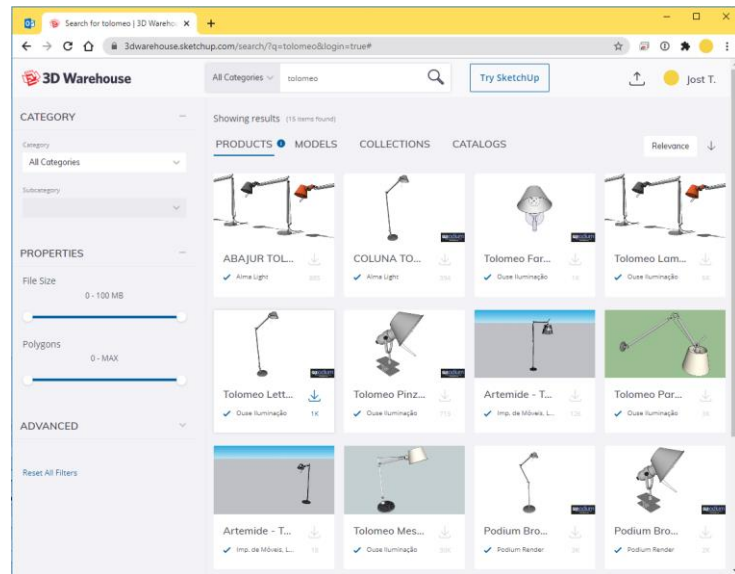 Search for tolomeo | 3D Wareho
3dwarehouse.sketchup.com/search/?q=tolomeo&login=true#
3D Warehouse
All Categories
tolomeo
Try SketchUp
Jost T.
CATEGORY
Category
All Categories
Subcategory
PROPERTIES
File Size
0 - 100 MB
Polygons
0 - MAX
ADVANCED
Reset All Filters
Showing results
PRODUCTS MODELS COLLECTIONS CATALOGS
Relevance
ABAJUR TOL...
Alma Light
COLUNA TO...
Alma Light
Tolomeo Far...
Ouse Iluminação
Tolomeo Lam...
Ouse Iluminação
Tolomeo Lett...
Ouse Iluminação
1K
Tolomeo Pinz...
Ouse Iluminação
Artemide - T...
Imp. de Móveis, L...
Tolomeo Par...
Ouse Iluminação
Artemide - T...
Imp. de Móveis, L...
Tolomeo Mes...
Ouse Iluminação
Podium Bro...
Podium Render
Podium Bro...
Podium Render